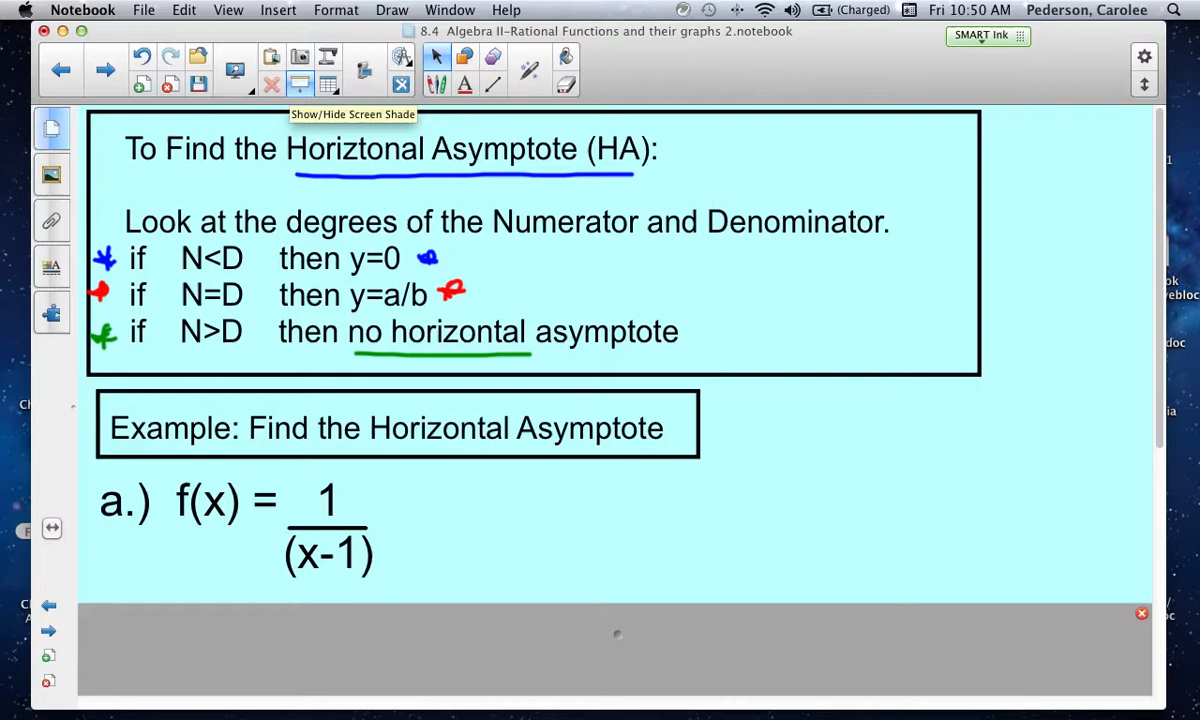 Notebook File Edit View Insert Format Draw Window Help (Charged) Fri 10:50 AM Pederson, Carolee
8.4 Algebra II-Rational Functions and their graphs 2.notebook
SMART Ink
Show/Hide Screen Shade
To Find the Horiztonal Asymptote (HA):
Look at the degrees of the Numerator and Denominator.
if N<D then y=0
if N=D then y=a/b
if N>D then no horizontal asymptote
Example: Find the Horizontal Asymptote
a.) f(x) = 1
(x-1)